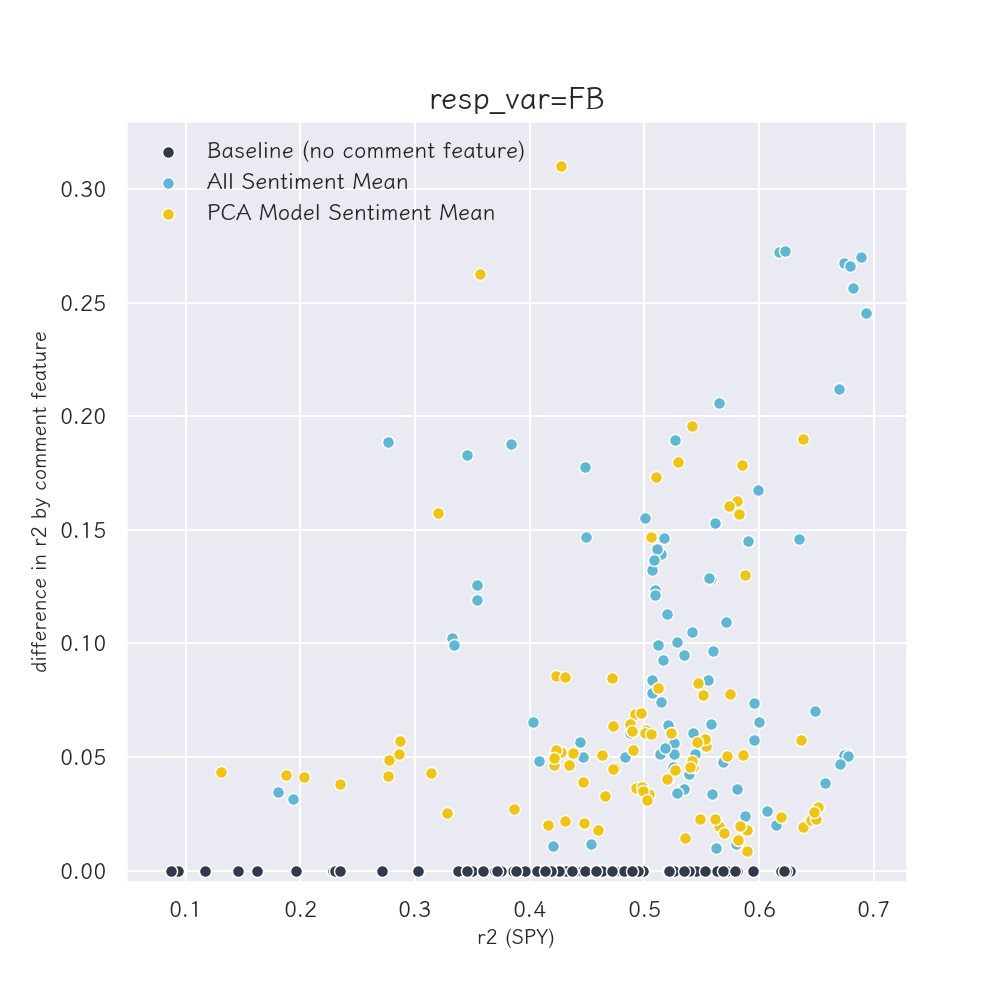 resp_var=FB
Baseline (no comment feature)
All Sentiment Mean
PCA Model Sentiment Mean
difference in r2 by comment feature
0.30
0.25
0.20
0.15
0.10
0.05
0.00
0.1 0.2 0.3 0.4 0.5 0.6 0.7
r2 (SPY)